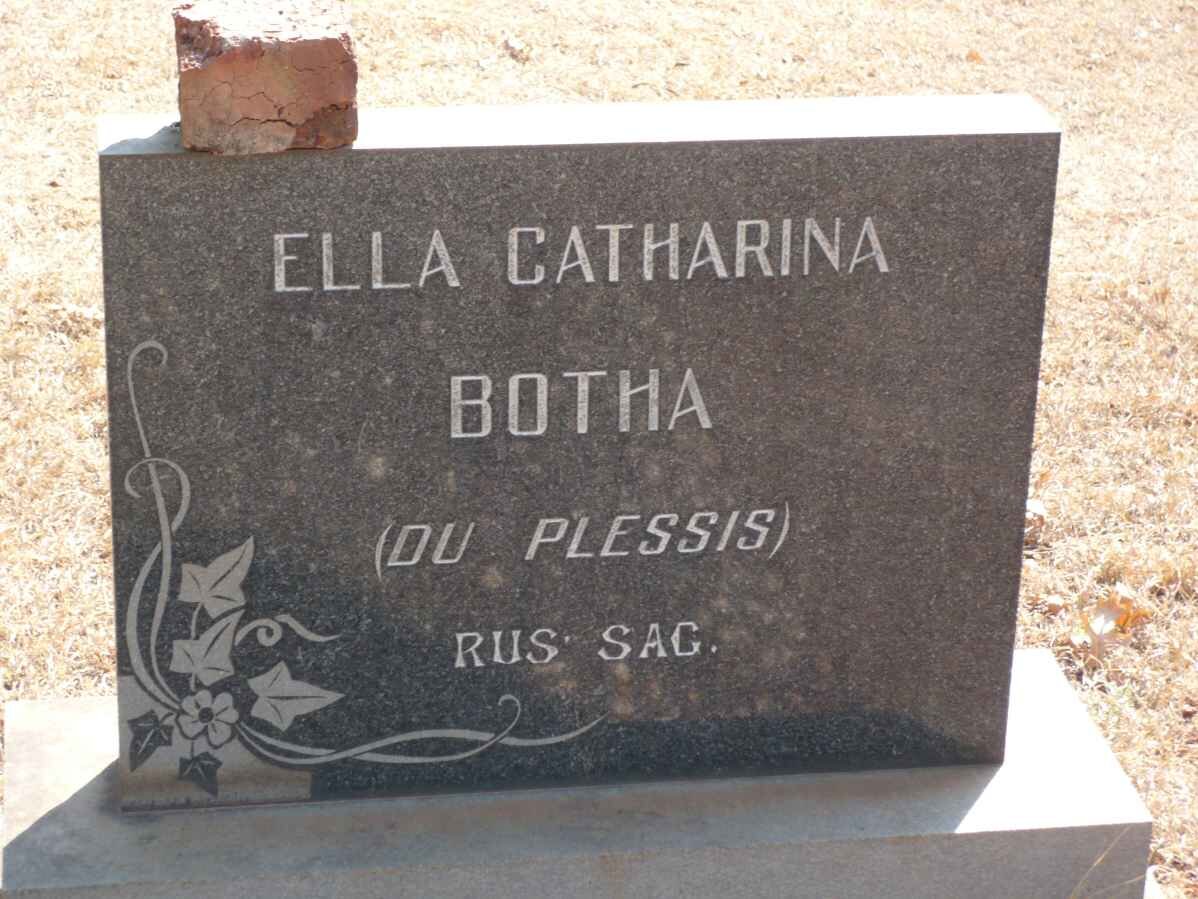 ELLA CATHARINA
BOTHA
(DU PLESSIS)
RUS SAG.